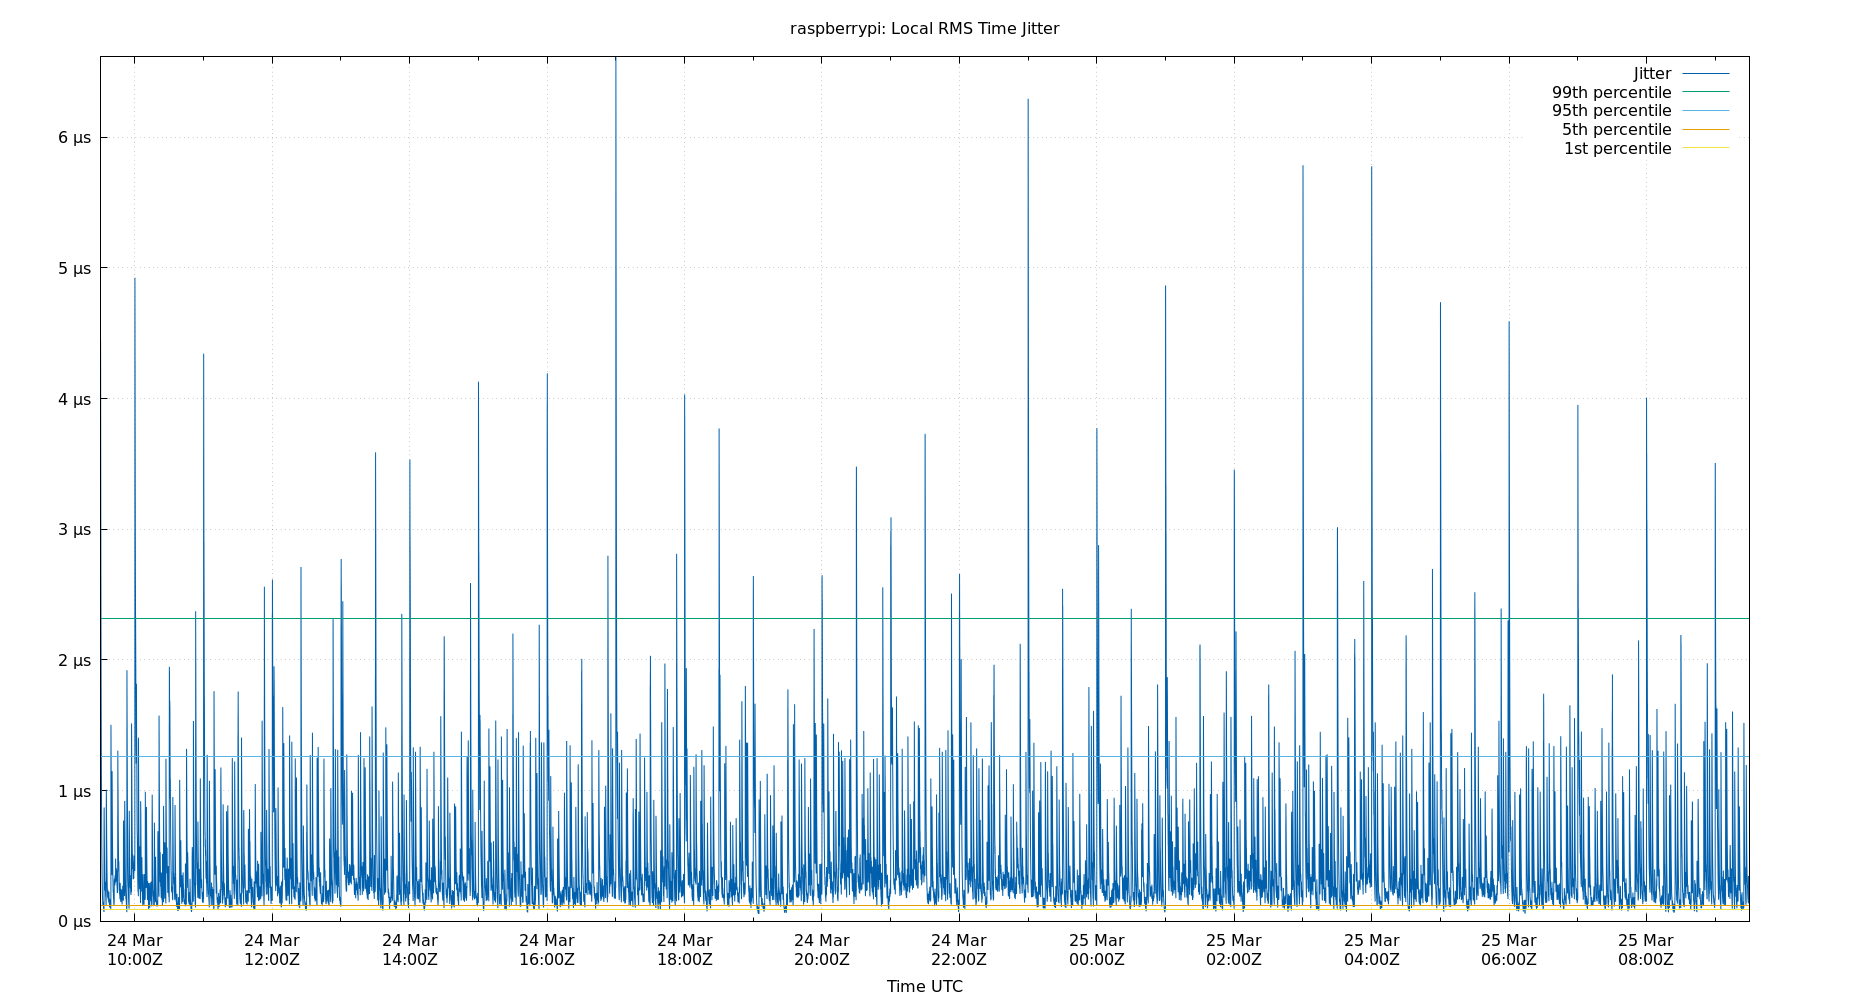 raspberrypi: Local RMS Time Jitter
Jitter
99th percentile
95th percentile
5th percentile
1st percentile
6 µs
5 µs
4 µs
3 µs
2 µs
1 µs
0 µs
24 Mar 24 Mar 24 Mar 24 Mar 24 Mar 24 Mar 24 Mar 25 Mar 25 Mar 25 Mar 25 Mar 25 Mar
10:00Z 12:00Z 14:00Z 16:00Z 18:00Z 20:00Z 22:00Z 00:00Z 02:00Z 04:00Z 06:00Z 08:00Z
Time UTC